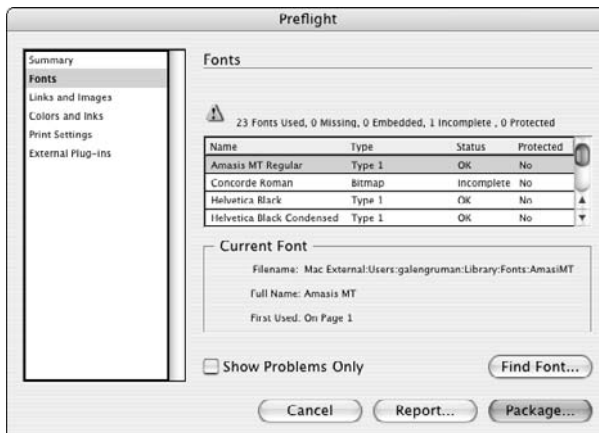 Preflight
Summary
Fonts
Links and Images
Colors and Inks
Print Settings
External Plug-ins
Fonts
23 Fonts Used, 0 Missing, 0 Embedded, 1 Incomplete , 0 Protected
Name Type Status Protected
Amasis MT Regular Type 1 OK No
Concorde Roman Bitmap Incomplete No
Helvetica Black Type 1 OK No
Helvetica Black Condensed Type 1 OK No
Current Font
Filename: Mac External:Users:galengruman:Library:Fonts:AmasiMT
Full Name: Amasis MT
First Used: On Page 1
Show Problems Only
Find Font...
Cancel Report... Package...